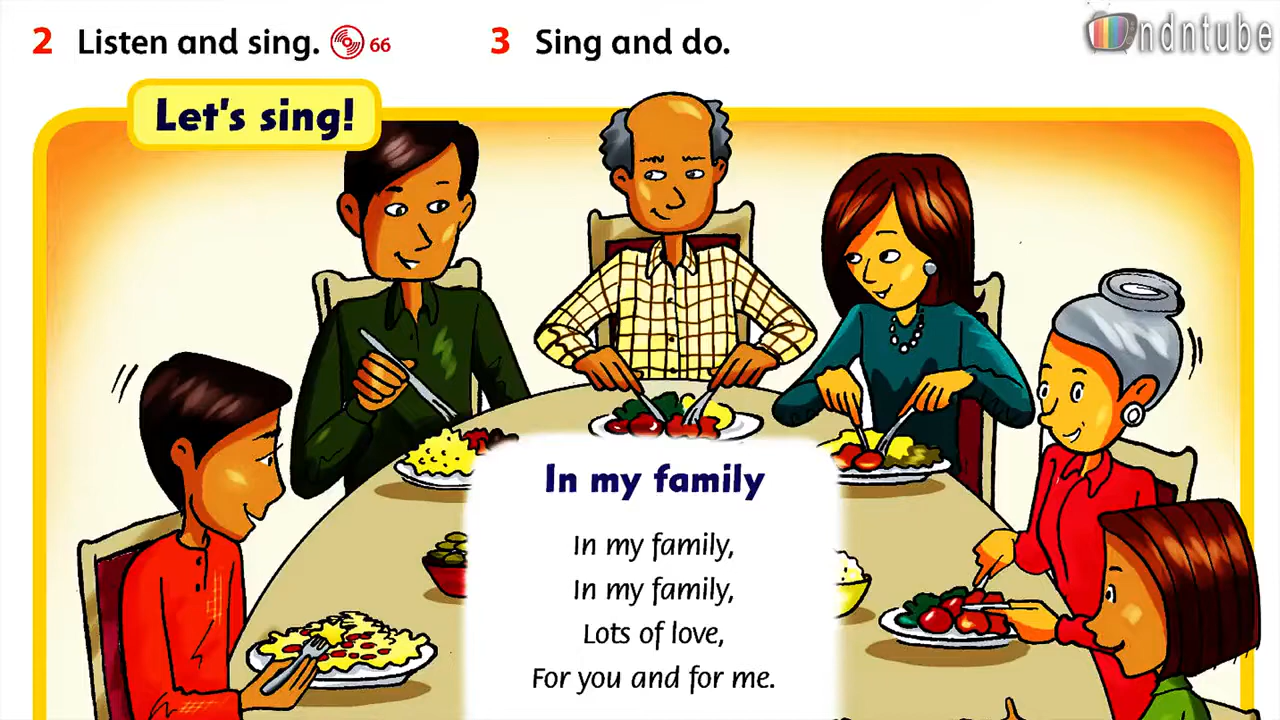 2 Listen and sing. 66
3 Sing and do.
ndntube
Let's sing!
In my family
In my family,
In my family,
Lots of love,
For you and for me.